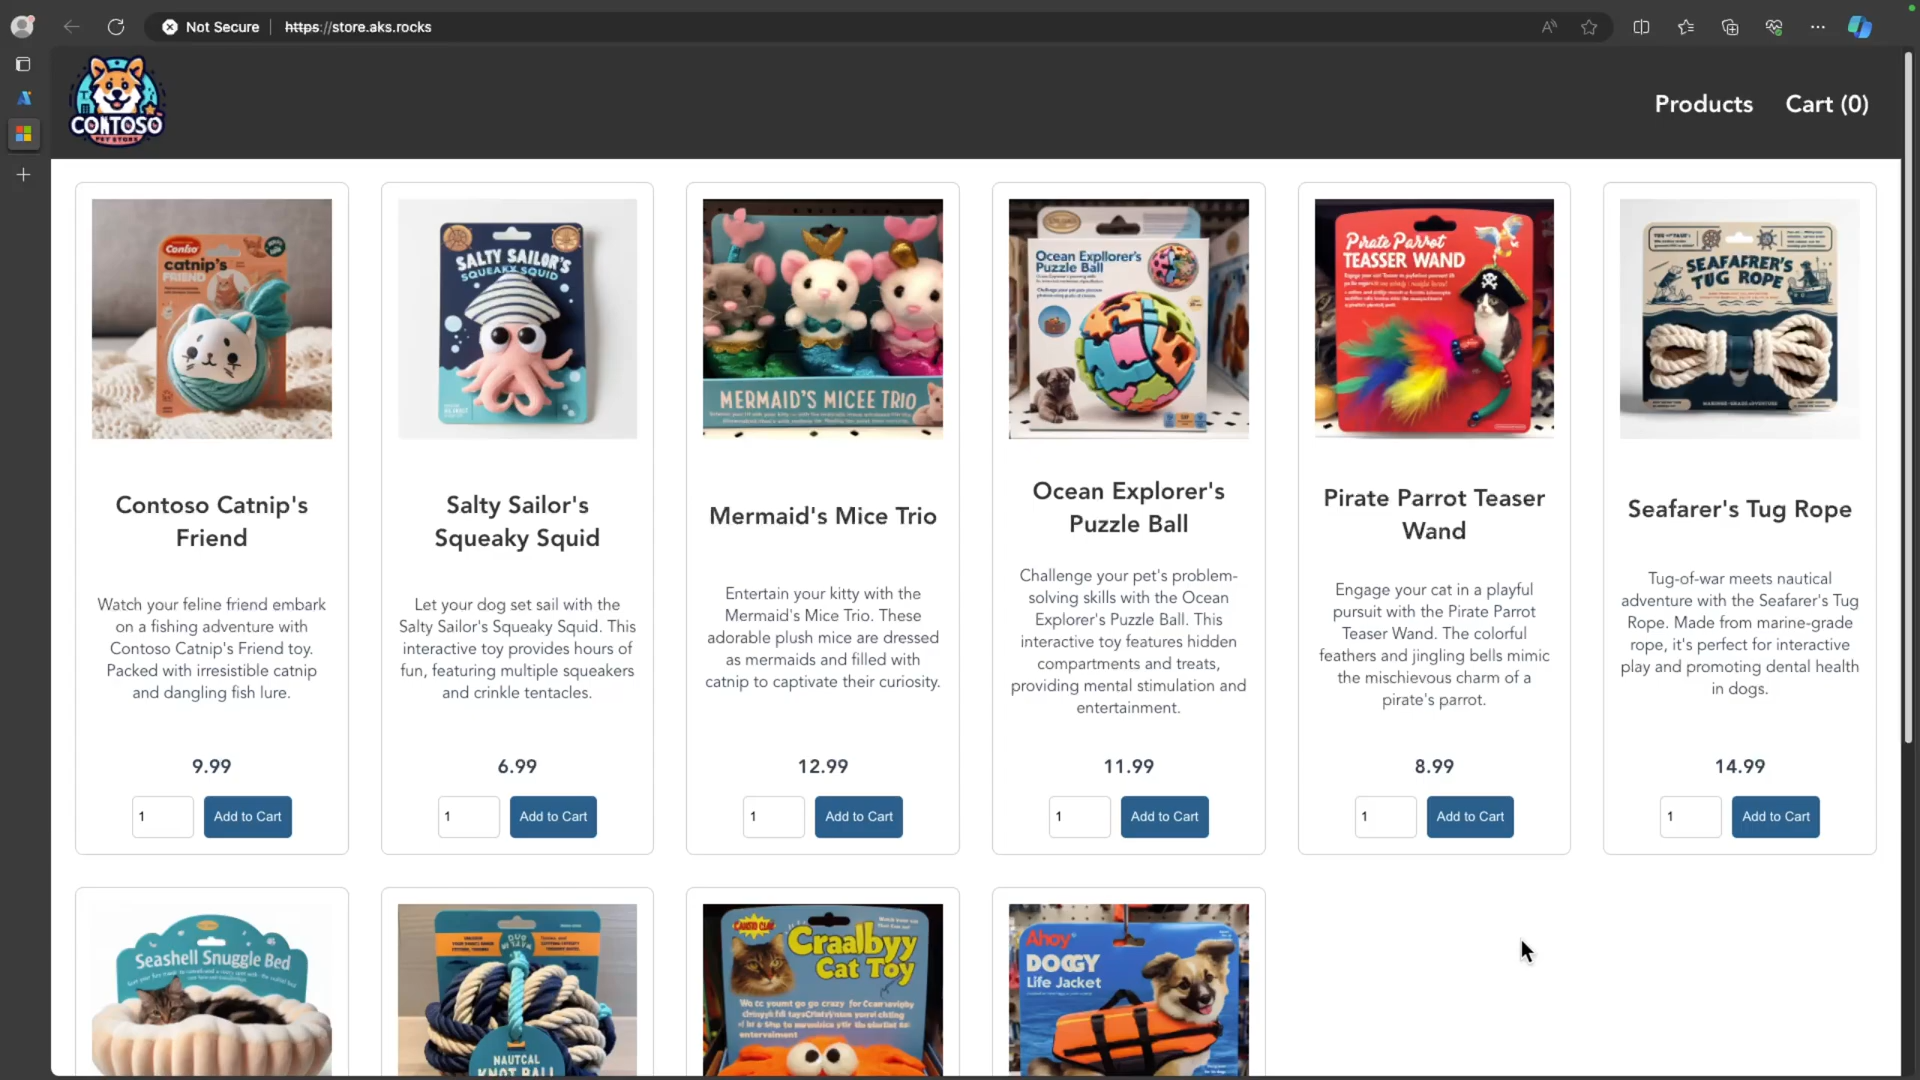 Not Secure
https://store.aks.rocks
CONTOSO
PET STORE
Products
Cart (0)
Contso
catnip's
FRIEND
SALTY SAILOR'S
SQUEAKY SQUID
MERMAID'S MICEE TRIO
Ocean Expllorer's
Puzzle Ball
Pirate Parrot
TEASSER WAND
SEAFAFRER'S
TUG ROPE
Contoso Catnip's
Friend
Salty Sailor's
Squeaky Squid
Mermaid's Mice Trio
Ocean Explorer's
Puzzle Ball
Pirate Parrot Teaser
Wand
Seafarer's Tug Rope
Watch your feline friend embark
on a fishing adventure with
Contoso Catnip's Friend toy.
Packed with irresistible catnip
and dangling fish lure.
Let your dog set sail with the
Salty Sailor's Squeaky Squid. This
interactive toy provides hours of
fun, featuring multiple squeakers
and crinkle tentacles.
Entertain your kitty with the
Mermaid's Mice Trio. These
adorable plush mice are dressed
as mermaids and filled with
catnip to captivate their curiosity.
Challenge your pet's problem-
solving skills with the Ocean
Explorer's Puzzle Ball. This
interactive toy features hidden
compartments and treats,
providing mental stimulation and
entertainment.
Engage your cat in a playful
pursuit with the Pirate Parrot
Teaser Wand. The colorful
feathers and jingling bells mimic
the mischievous charm of a
pirate's parrot.
Tug-of-war meets nautical
adventure with the Seafarer's Tug
Rope. Made from marine-grade
rope, it's perfect for interactive
play and promoting dental health
in dogs.
9.99
6.99
12.99
11.99
8.99
14.99
1
Add to Cart
1
Add to Cart
1
Add to Cart
1
Add to Cart
1
Add to Cart
1
Add to Cart
Seashell Snuggle Bed
NAUTCAL
KNOT BALL
Craalbyy
Cat Toy
Ahoy
DOGGY
Life Jacket